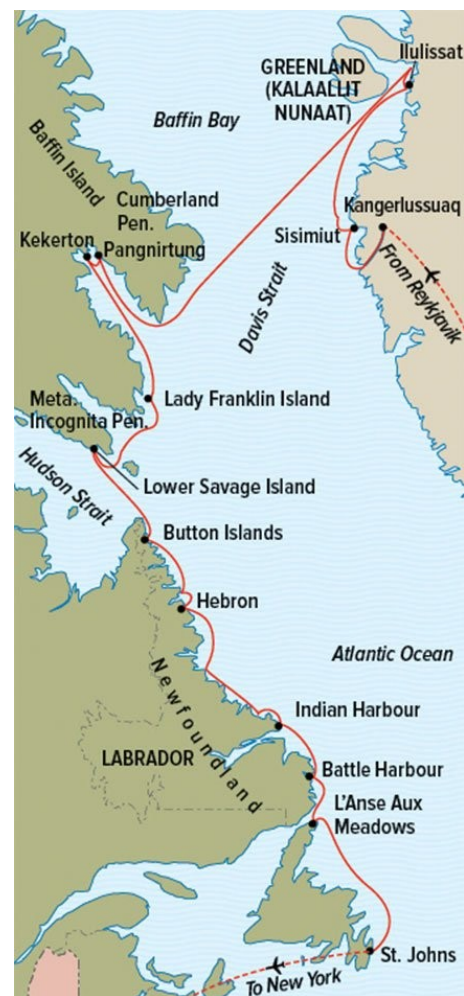 Ilulissat
GREENLAND
(KALAALLIT
NUNAAT)
Baffin Bay
Baffin Island
Cumberland
Pen.
Kangerlussuaq
Sisimiut
Kekerton
Pangnirtung
From Reykjavik
Davis Strait
Meta.
Incognita Pen.
Lady Franklin Island
Hudson Strait
Lower Savage Island
Button Islands
Hebron
Atlantic Ocean
Newfoundland
Indian Harbour
LABRADOR
Battle Harbour
L'Anse Aux
Meadows
St. Johns
To New York